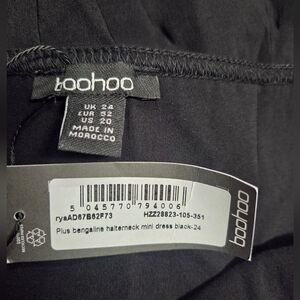 boohoo
UK 24
EUR 52
US 20
MADE IN
MOROCCO
5 045770 794006
ryaAD67B62F73
HZZ28823-105-351
Plus bengaline halterneck mini dress black-24
boohoo